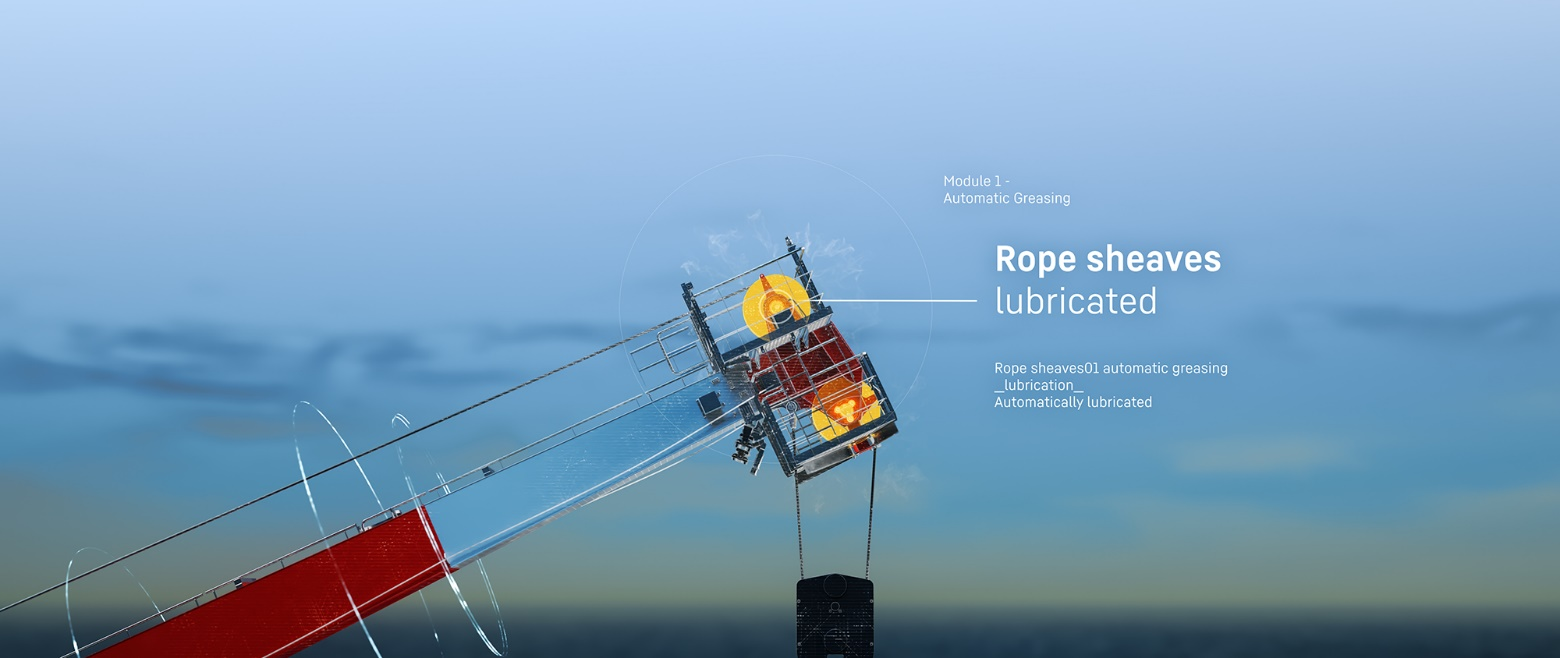 Module 1 -
Automatic Greasing
Rope sheaves
lubricated
Rope sheaves01 automatic greasing
_lubrication_
Automatically lubricated